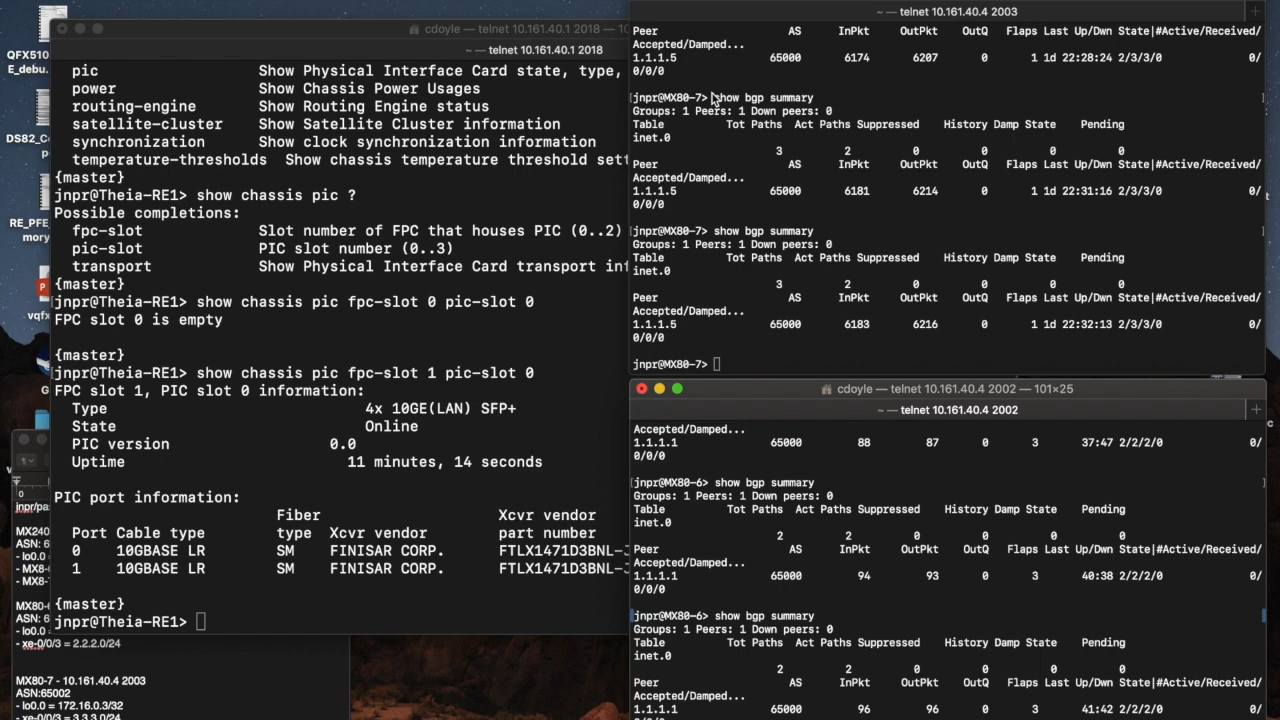 QFX510
E_debu.
DS82_Co
RE_PFE
mory
vqfx
G
cdoyle — telnet 10.161.40.1 2018 —
~ — telnet 10.161.40.1 2018
pic Show Physical Interface Card state, type,
power Show Chassis Power Usages
routing-engine Show Routing Engine status
satellite-cluster Show Satellite Cluster information
synchronization Show clock synchronization information
temperature-thresholds Show chassis temperature threshold sett
{master}
jnpr@Theia-RE1> show chassis pic ?
Possible completions:
fpc-slot Slot number of FPC that houses PIC (0..2)
pic-slot PIC slot number (0..3)
transport Show Physical Interface Card transport inf
{master}
jnpr@Theia-RE1> show chassis pic fpc-slot 0 pic-slot 0
FPC slot 0 is empty
{master}
jnpr@Theia-RE1> show chassis pic fpc-slot 1 pic-slot 0
FPC slot 1, PIC slot 0 information:
Type 4x 10GE(LAN) SFP+
State Online
PIC version 0.0
Uptime 11 minutes, 14 seconds
PIC port information:
Fiber Xcvr vendor
Port Cable type type Xcvr vendor part number
0 10GBASE LR SM FINISAR CORP. FTLX1471D3BNL-J
1 10GBASE LR SM FINISAR CORP. FTLX1471D3BNL-J
{master}
jnpr@Theia-RE1>
0
jnpr/pa
MX240
ASN: 6
- lo0.0
- MX8-
- MX8-
MX80-
ASN: 6
- lo0.0
- xe-0/0/3 = 2.2.2.0/24
MX80-7 - 10.161.40.4 2003
ASN:65002
- lo0.0 = 172.16.0.3/32
- xe-0/0/3 = 3.3.3.0/24
~ — telnet 10.161.40.4 2003
Peer AS InPkt OutPkt OutQ Flaps Last Up/Dwn State|#Active/Received/
Accepted/Damped...
1.1.1.5 65000 6174 6207 0 1 1d 22:28:24 2/3/3/0 0/
0/0/0
jnpr@MX80-7> show bgp summary
Groups: 1 Peers: 1 Down peers: 0
Table Tot Paths Act Paths Suppressed History Damp State Pending
inet.0
3 2 0 0 0 0
Peer AS InPkt OutPkt OutQ Flaps Last Up/Dwn State|#Active/Received/
Accepted/Damped...
1.1.1.5 65000 6181 6214 0 1 1d 22:31:16 2/3/3/0 0/
0/0/0
jnpr@MX80-7> show bgp summary
Groups: 1 Peers: 1 Down peers: 0
Table Tot Paths Act Paths Suppressed History Damp State Pending
inet.0
3 2 0 0 0 0
Peer AS InPkt OutPkt OutQ Flaps Last Up/Dwn State|#Active/Received/
Accepted/Damped...
1.1.1.5 65000 6183 6216 0 1 1d 22:32:13 2/3/3/0 0/
0/0/0
jnpr@MX80-7>
cdoyle — telnet 10.161.40.4 2002 — 101×25
~ — telnet 10.161.40.4 2002
Accepted/Damped...
1.1.1.1 65000 88 87 0 3 37:47 2/2/2/0 0/
0/0/0
jnpr@MX80-6> show bgp summary
Groups: 1 Peers: 1 Down peers: 0
Table Tot Paths Act Paths Suppressed History Damp State Pending
inet.0
2 2 0 0 0 0
Peer AS InPkt OutPkt OutQ Flaps Last Up/Dwn State|#Active/Received/
Accepted/Damped...
1.1.1.1 65000 94 93 0 3 40:38 2/2/2/0 0/
0/0/0
jnpr@MX80-6> show bgp summary
Groups: 1 Peers: 1 Down peers: 0
Table Tot Paths Act Paths Suppressed History Damp State Pending
inet.0
2 2 0 0 0 0
Peer AS InPkt OutPkt OutQ Flaps Last Up/Dwn State|#Active/Received/
Accepted/Damped...
1.1.1.1 65000 96 96 0 3 41:42 2/2/2/0 0/